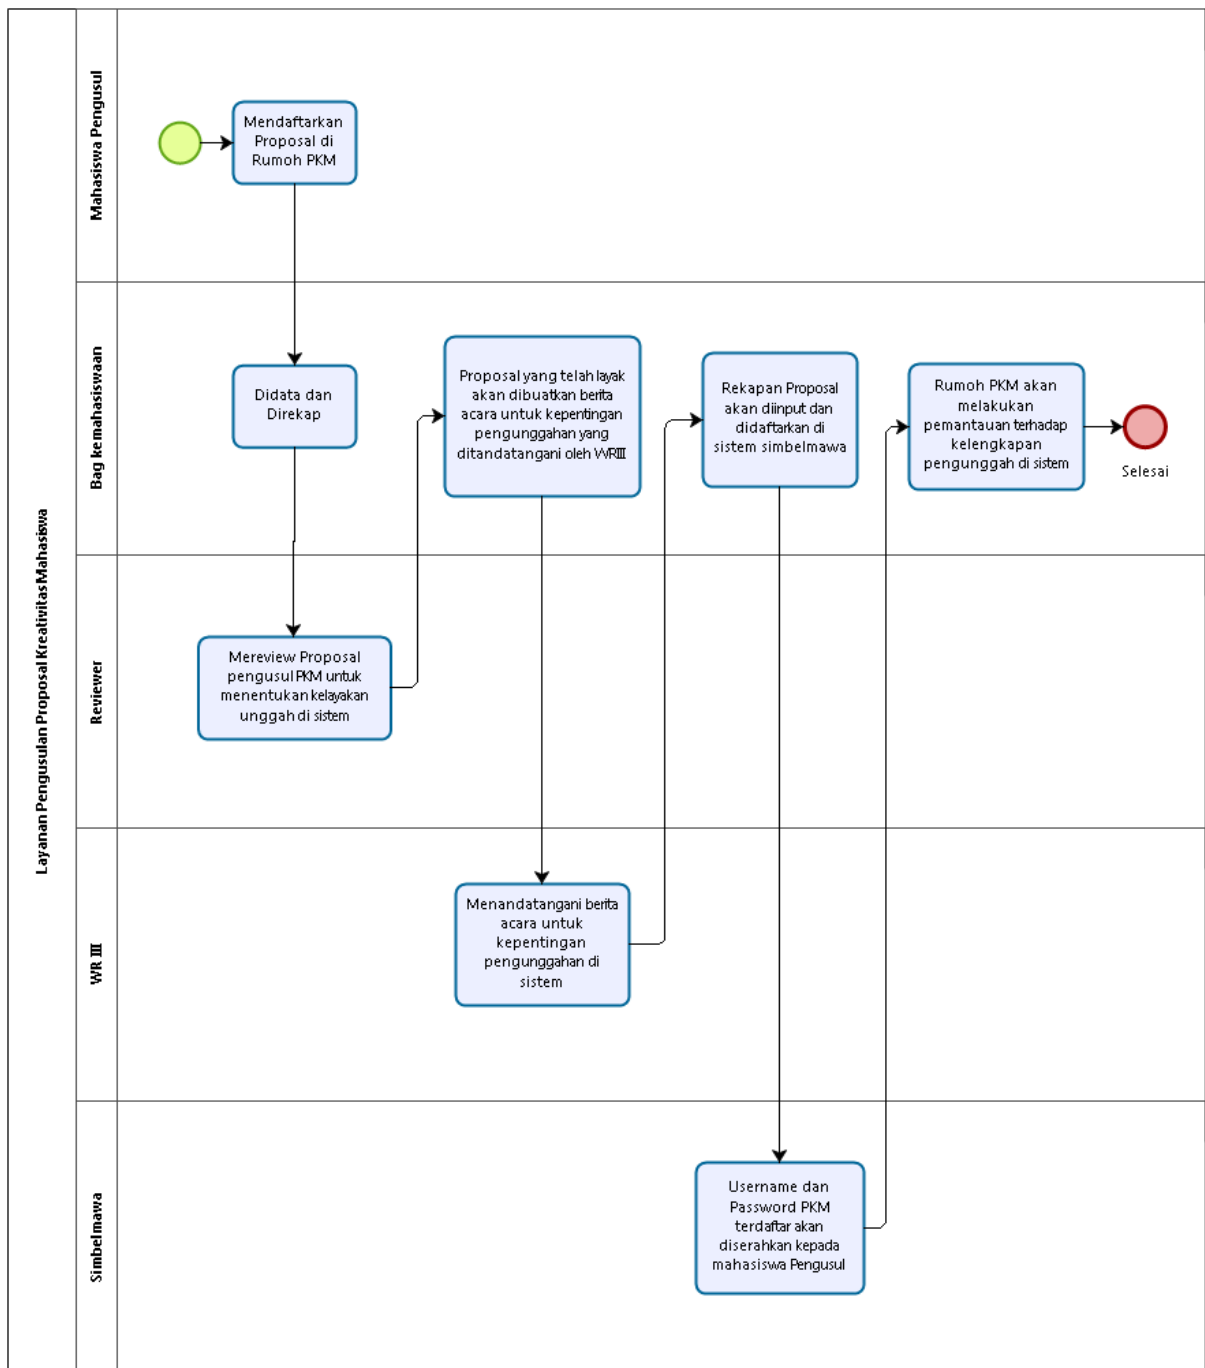 Layanan Pengusulan Proposal Kreativitas Mahasiswa
Mahasiswa Pengusul
Mendaftarkan
Proposal di
Rumoh PKM
Bag kemahasiswaan
Didata dan
Direkap
Proposal yang telah layak
akan dibuatkan berita
acara untuk kepentingan
pengunggahan yang
ditandatangani oleh WRIII
Rekapan Proposal
akan diinput dan
didaftarkan di
sistem simbelmawa
Rumoh PKM akan
melakukan
pemantauan terhadap
kelengkapan
pengunggah di sistem
Selesai
Reviewer
Mereview Proposal
pengusul PKM untuk
menentukan kelayakan
unggah di sistem
WR III
Menandatangani berita
acara untuk
kepentingan
pengunggahan di
sistem
Simbelmawa
Username dan
Password PKM
terdaftar akan
diserahkan kepada
mahasiswa Pengusul